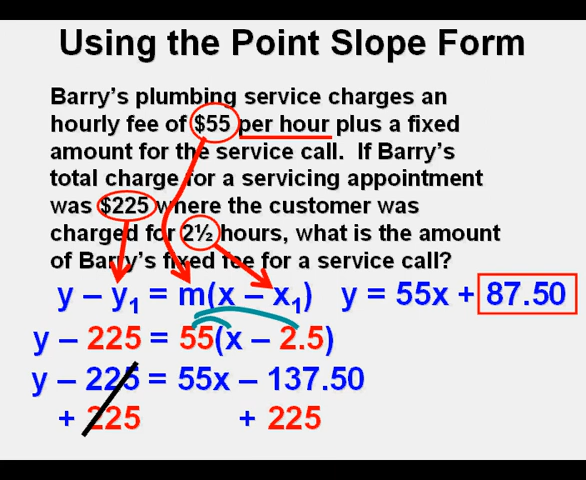 Using the Point Slope Form
Barry's plumbing service charges an
hourly fee of $55 per hour plus a fixed
amount for the service call. If Barry's
total charge for a servicing appointment
was $225 where the customer was
charged for 2½ hours, what is the amount
of Barry's fixed fee for a service call?
y – y₁ = m(x – x₁) y = 55x + 87.50
y – 225 = 55(x – 2.5)
y – 225 = 55x – 137.50
+ 225 + 225